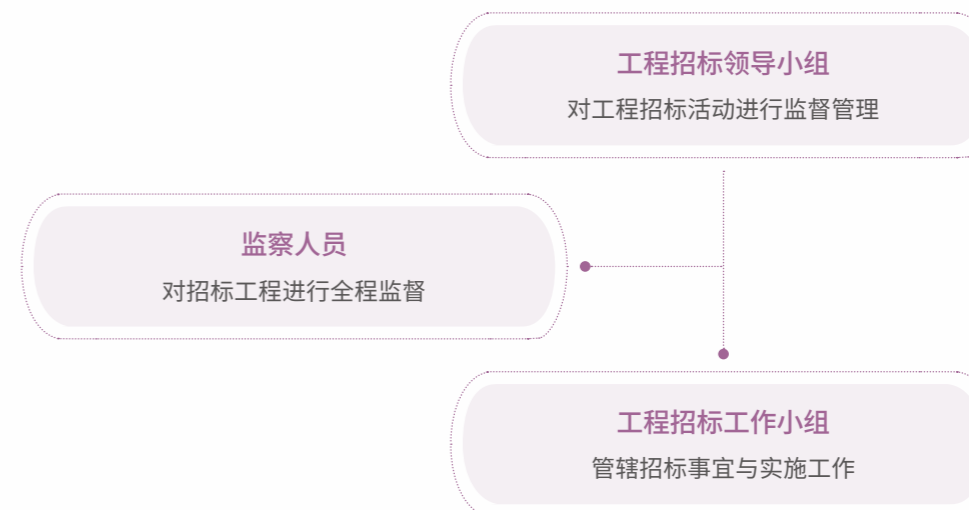 工程招标领导小组
对工程招标活动进行监督管理
监察人员
对招标工程进行全程监督
工程招标工作小组
管辖招标事宜与实施工作